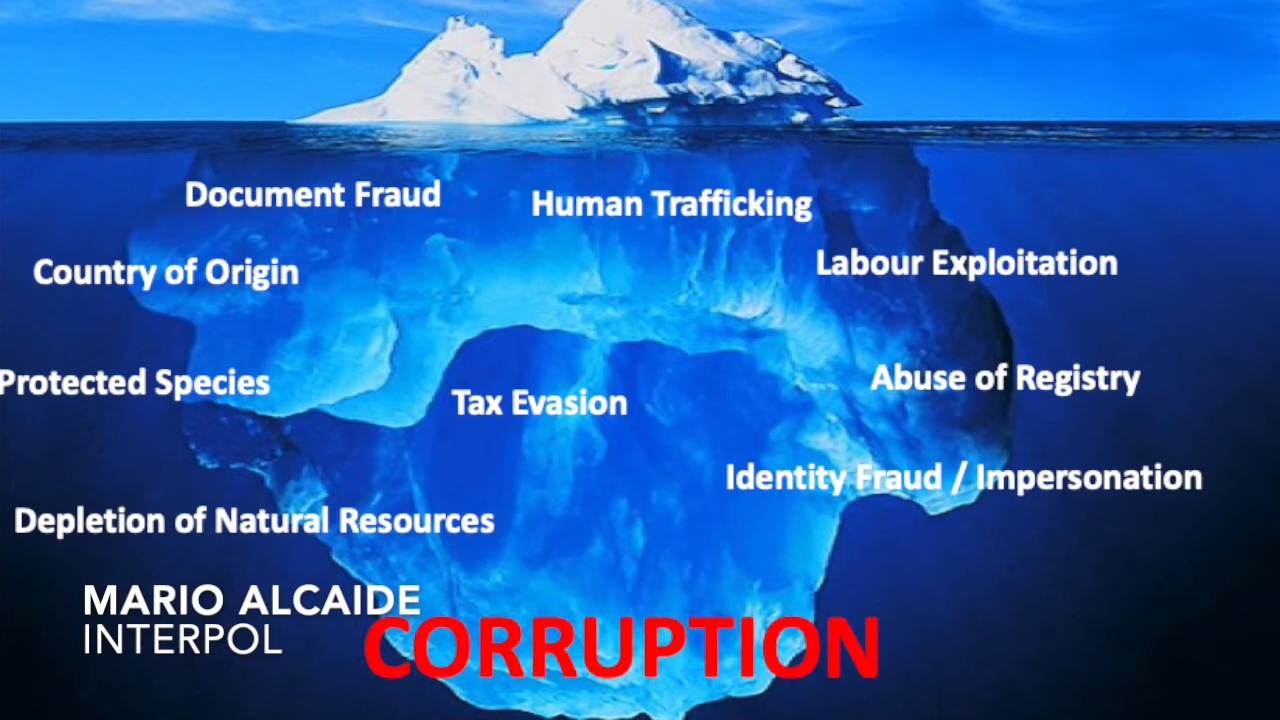 Document Fraud
Human Trafficking
Country of Origin
Labour Exploitation
Protected Species
Tax Evasion
Abuse of Registry
Identity Fraud / Impersonation
Depletion of Natural Resources
MARIO ALCAIDE
INTERPOL
CORRUPTION